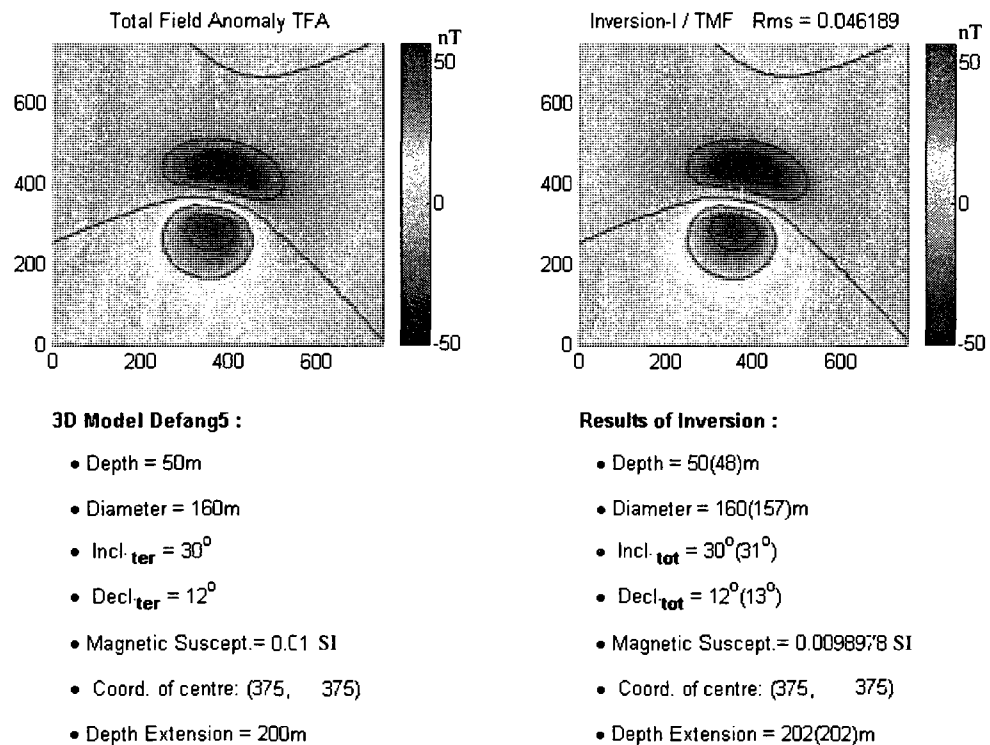 Total Field Anomaly TFA
nT
50
0
-50
600
400
200
0
0 200 400 600
Inversion-I / TMF Rms = 0.046189
nT
50
0
-50
600
400
200
0
0 200 400 600
3D Model Defang5 :
• Depth = 50m
• Diameter = 160m
• Incl.ter = 30°
• Decl.ter = 12°
• Magnetic Suscept.= 0.01 SI
• Coord. of centre: (375, 375)
• Depth Extension = 200m
Results of Inversion :
• Depth = 50(48)m
• Diameter = 160(157)m
• Incl.tot = 30°(31°)
• Decl.tot = 12°(13°)
• Magnetic Suscept.= 0.0098978 SI
• Coord. of centre: (375, 375)
• Depth Extension = 202(202)m